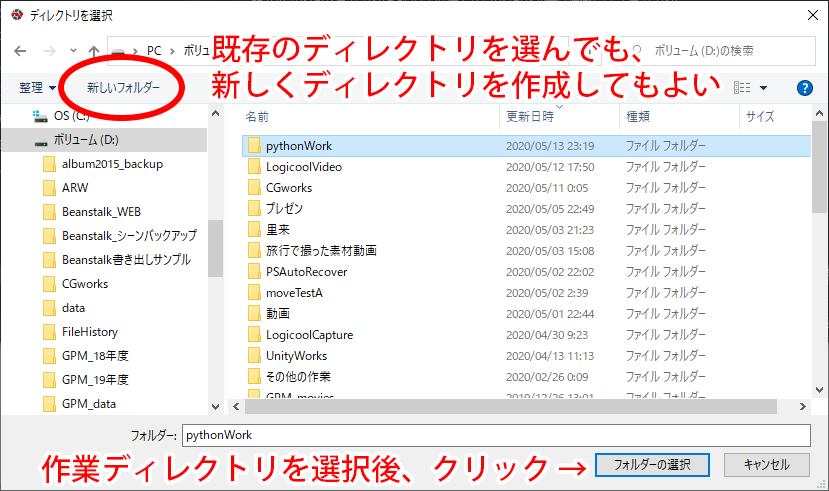 ディレクトリを選択
PC > ボリ
ボリューム (D:)の検索
既存のディレクトリを選んでも、
新しくディレクトリを作成してもよい
整理
新しいフォルダー
OS (C:)
ボリューム (D:)
album2015_backup
ARW
Beanstalk_WEB
Beanstalk_シーンバックアップ
Beanstalk書き出しサンプル
CGworks
data
FileHistory
GPM_18年度
GPM_19年度
GPM_data
名前 更新日時 種類 サイズ
pythonWork 2020/05/13 23:19 ファイル フォルダー
LogicoolVideo 2020/05/12 17:50 ファイル フォルダー
CGworks 2020/05/11 0:05 ファイル フォルダー
プレゼン 2020/05/05 22:49 ファイル フォルダー
里来 2020/05/03 21:23 ファイル フォルダー
旅行で撮った素材動画 2020/05/03 15:08 ファイル フォルダー
PSAutoRecover 2020/05/02 22:02 ファイル フォルダー
moveTestA 2020/05/02 2:39 ファイル フォルダー
動画 2020/05/01 22:44 ファイル フォルダー
LogicoolCapture 2020/04/30 9:23 ファイル フォルダー
UnityWorks 2020/04/13 11:13 ファイル フォルダー
その他の作業 2020/02/26 0:09 ファイル フォルダー
GPM_movies 2019/12/26 13:01 ファイル フォルダー
フォルダー: pythonWork
作業ディレクトリを選択後、クリック →
フォルダーの選択
キャンセル